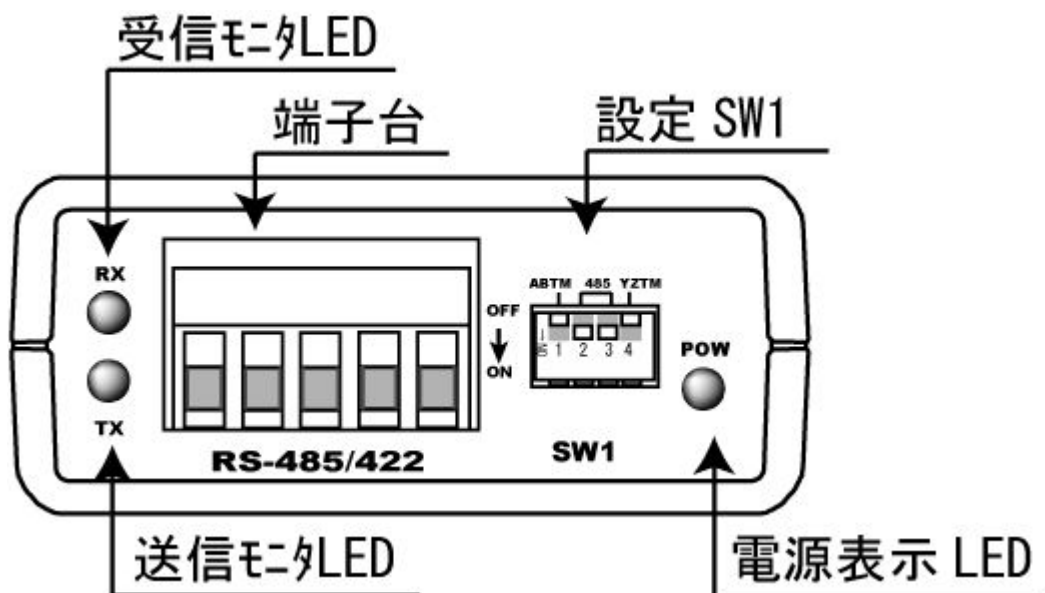 受信ﾓﾆﾀLED
端子台
設定 SW1
RX
ABTM 485 YZTM
OFF
ON
1 2 3 4
ON
POW
TX
RS-485/422
SW1
送信ﾓﾆﾀLED
電源表示 LED